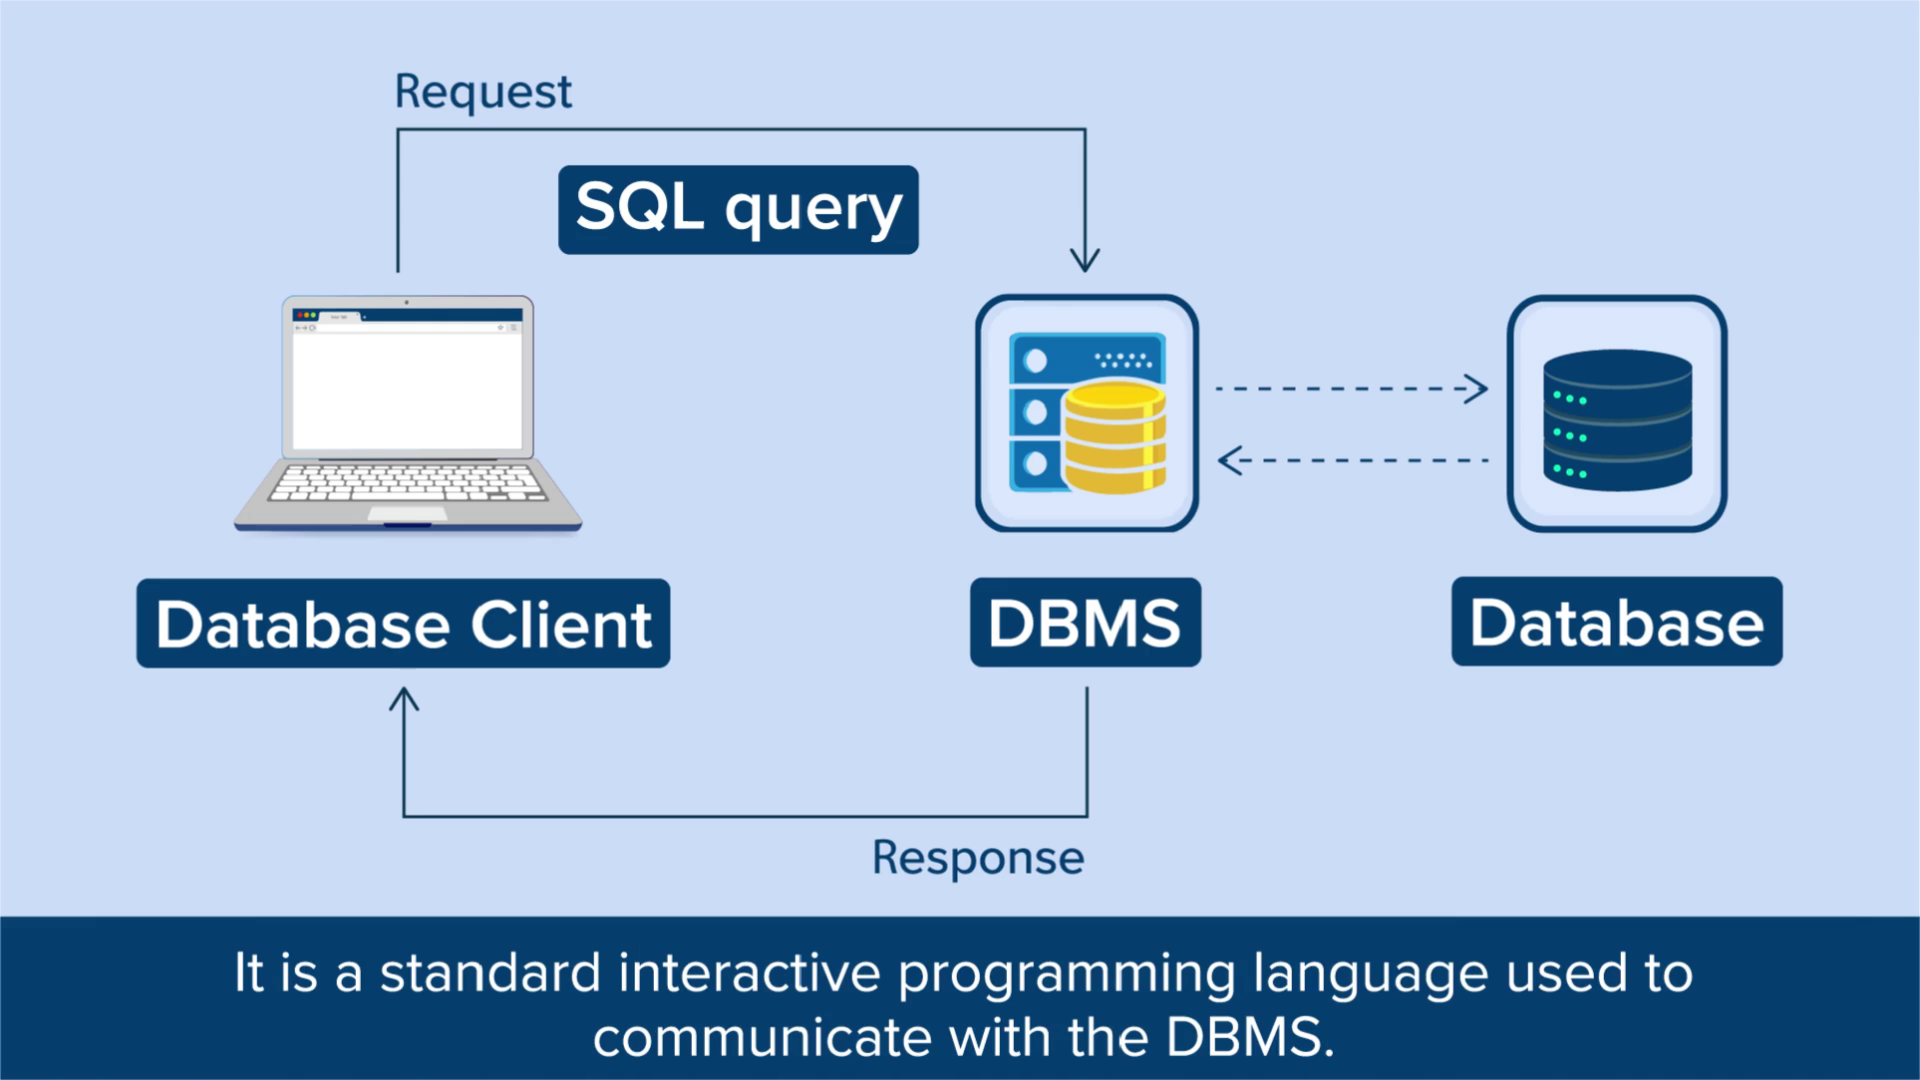 Request
SQL query
Database Client
DBMS
Database
Response
It is a standard interactive programming language used to
communicate with the DBMS.